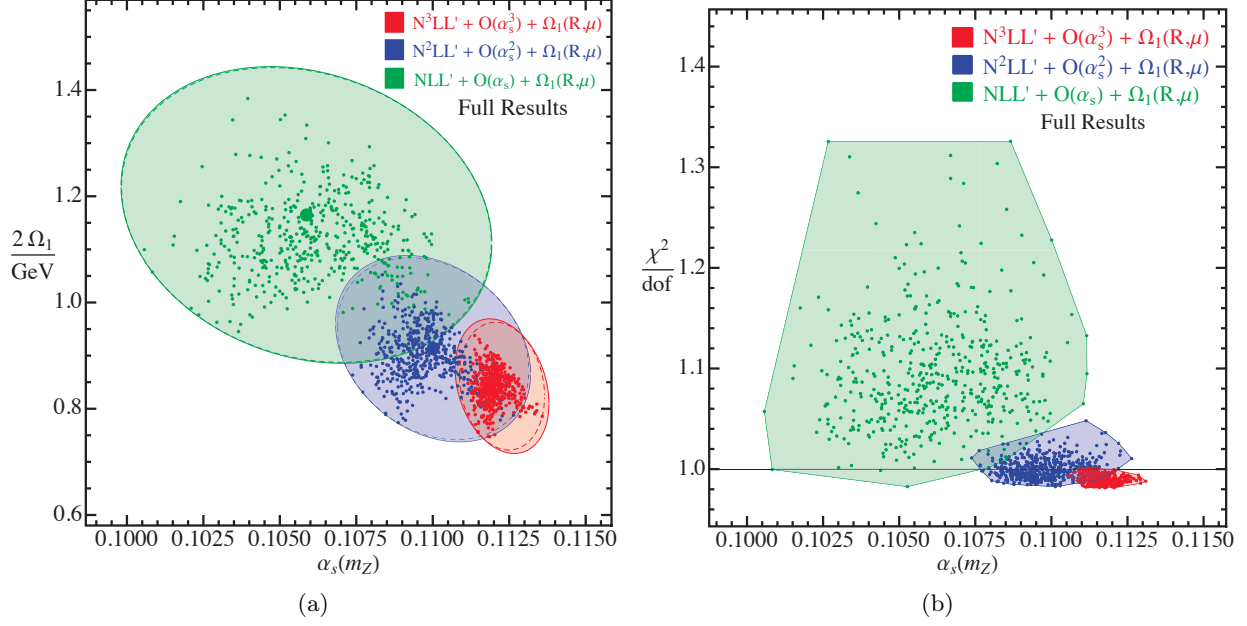 N³LL' + O(αₛ³) + Ω₁(R,μ)
N²LL' + O(αₛ²) + Ω₁(R,μ)
NLL' + O(αₛ) + Ω₁(R,μ)
Full Results
2 Ω₁
GeV
1.4
1.2
1.0
0.8
0.6
0.1000 0.1025 0.1050 0.1075 0.1100 0.1125 0.1150
αₛ(m_Z)
(a)
N³LL' + O(αₛ³) + Ω₁(R,μ)
N²LL' + O(αₛ²) + Ω₁(R,μ)
NLL' + O(αₛ) + Ω₁(R,μ)
Full Results
χ²
dof
1.4
1.3
1.2
1.1
1.0
0.1000 0.1025 0.1050 0.1075 0.1100 0.1125 0.1150
αₛ(m_Z)
(b)